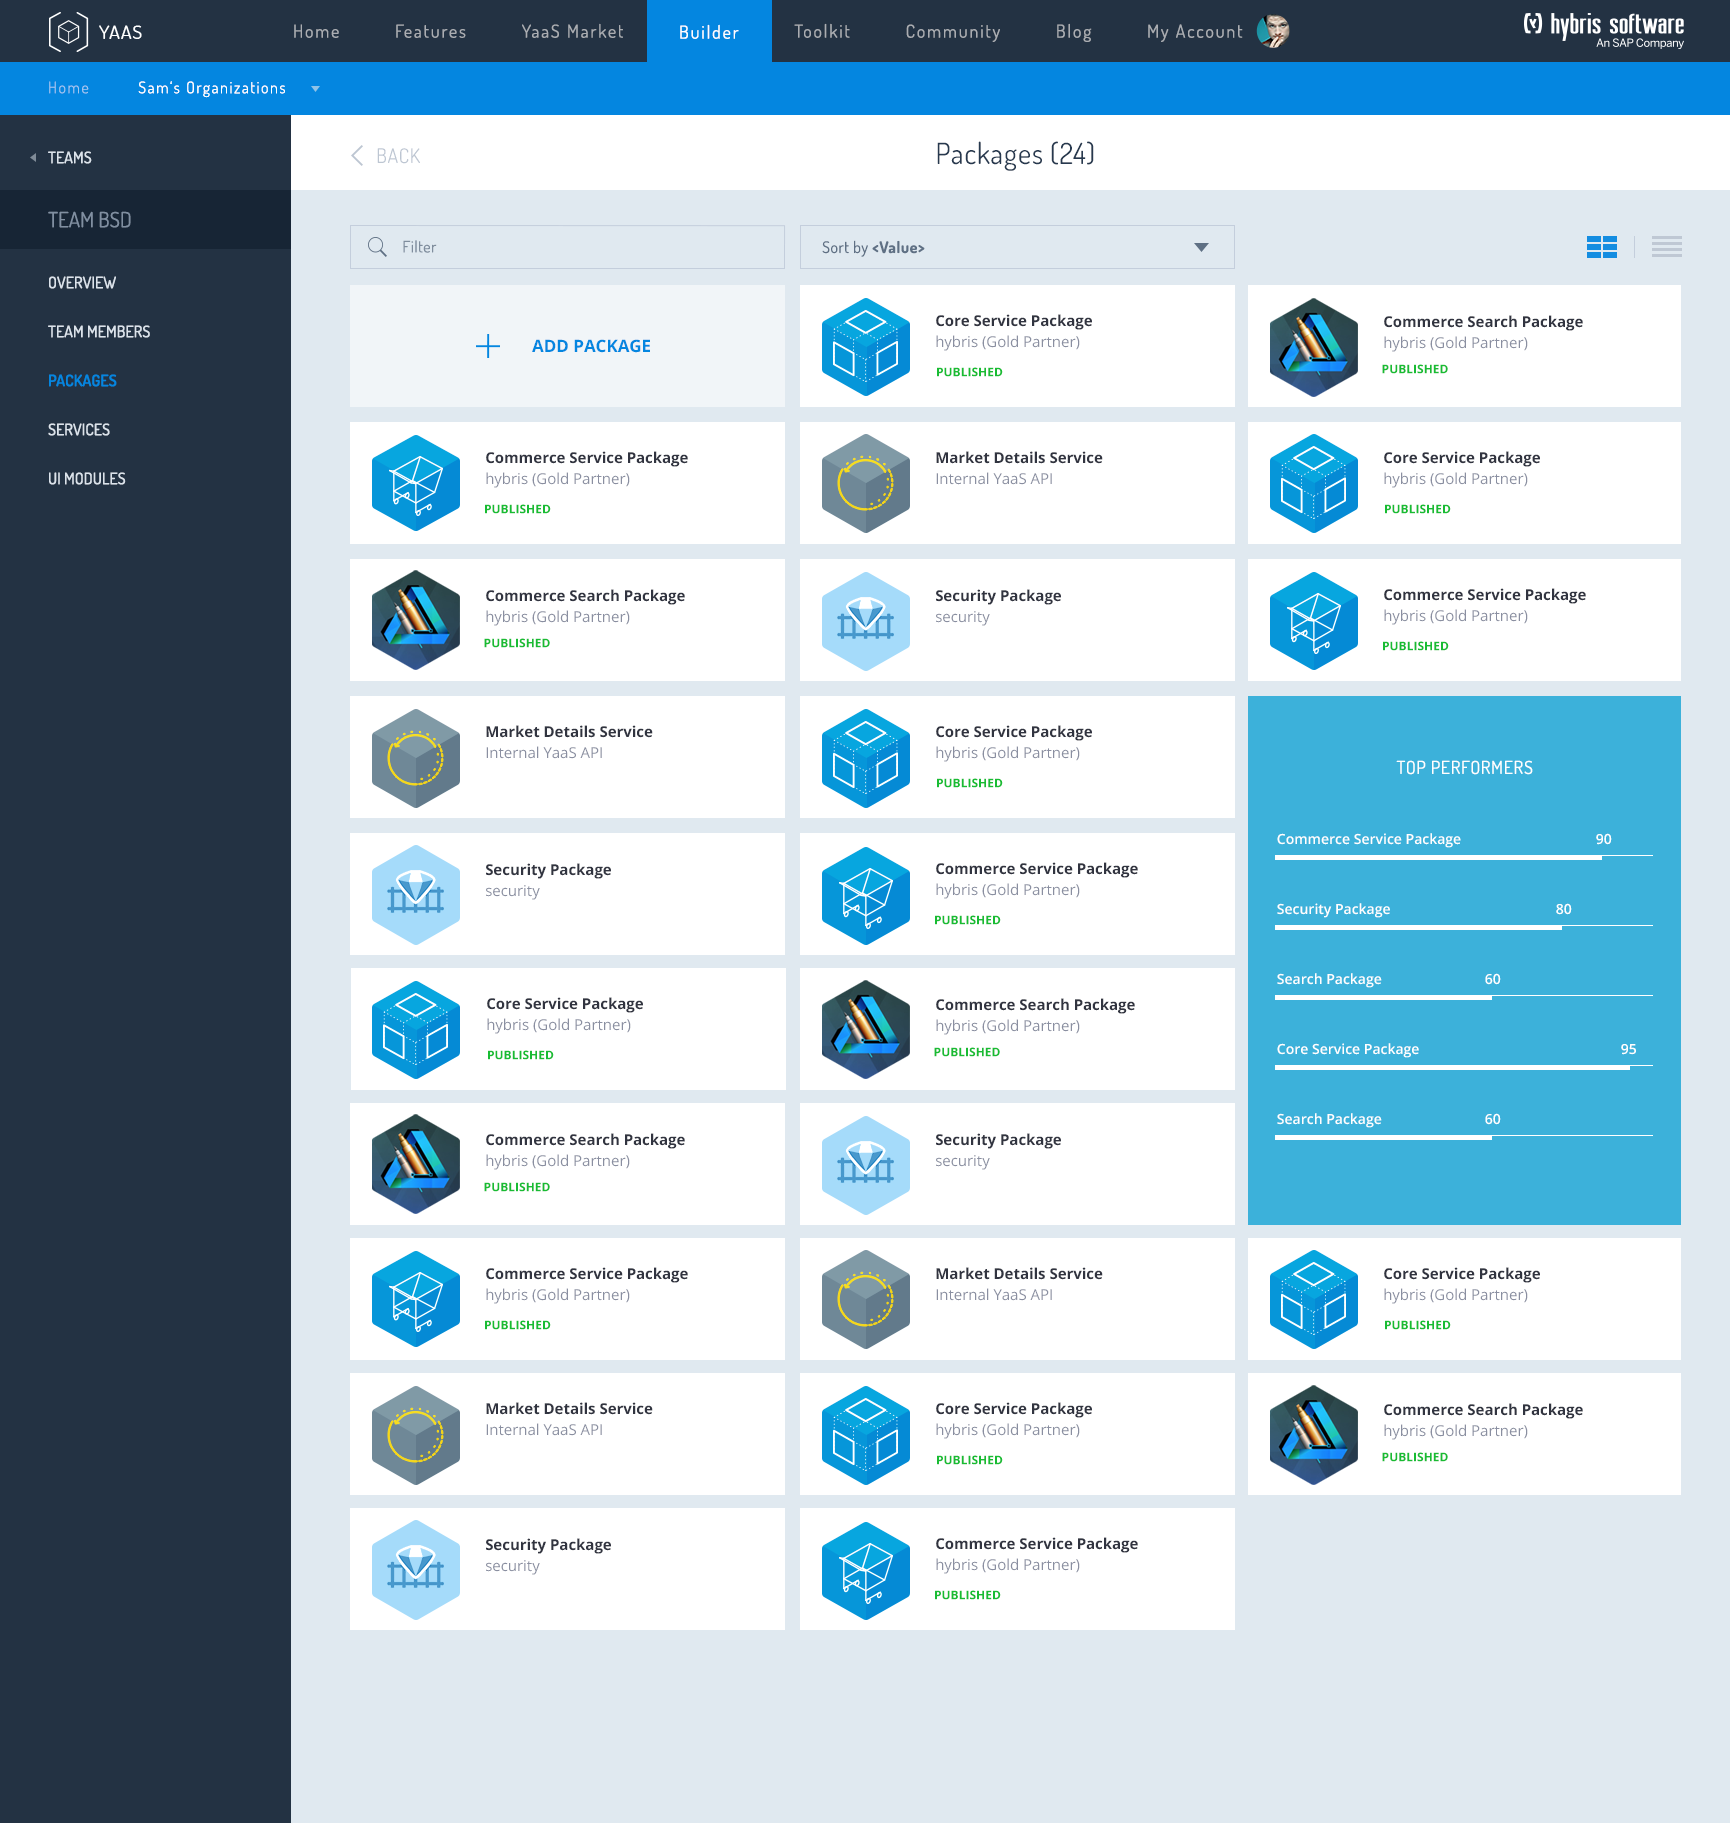 YAAS
Home
Features
YaaS Market
Builder
Toolkit
Community
Blog
My Account
hybris software
An SAP Company
Home
Sam's Organizations
TEAMS
TEAM BSD
OVERVIEW
TEAM MEMBERS
PACKAGES
SERVICES
UI MODULES
BACK
Packages (24)
Filter
Sort by <Value>
ADD PACKAGE
Core Service Package
hybris (Gold Partner)
PUBLISHED
Commerce Search Package
hybris (Gold Partner)
PUBLISHED
Commerce Service Package
hybris (Gold Partner)
PUBLISHED
Market Details Service
Internal YaaS API
Core Service Package
hybris (Gold Partner)
PUBLISHED
Commerce Search Package
hybris (Gold Partner)
PUBLISHED
Security Package
security
Commerce Service Package
hybris (Gold Partner)
PUBLISHED
Market Details Service
Internal YaaS API
Core Service Package
hybris (Gold Partner)
PUBLISHED
TOP PERFORMERS
Commerce Service Package 90
Security Package 80
Search Package 60
Core Service Package 95
Search Package 60
Security Package
security
Commerce Service Package
hybris (Gold Partner)
PUBLISHED
Core Service Package
hybris (Gold Partner)
PUBLISHED
Commerce Search Package
hybris (Gold Partner)
PUBLISHED
Commerce Search Package
hybris (Gold Partner)
PUBLISHED
Security Package
security
Commerce Service Package
hybris (Gold Partner)
PUBLISHED
Market Details Service
Internal YaaS API
Core Service Package
hybris (Gold Partner)
PUBLISHED
Market Details Service
Internal YaaS API
Core Service Package
hybris (Gold Partner)
PUBLISHED
Commerce Search Package
hybris (Gold Partner)
PUBLISHED
Security Package
security
Commerce Service Package
hybris (Gold Partner)
PUBLISHED